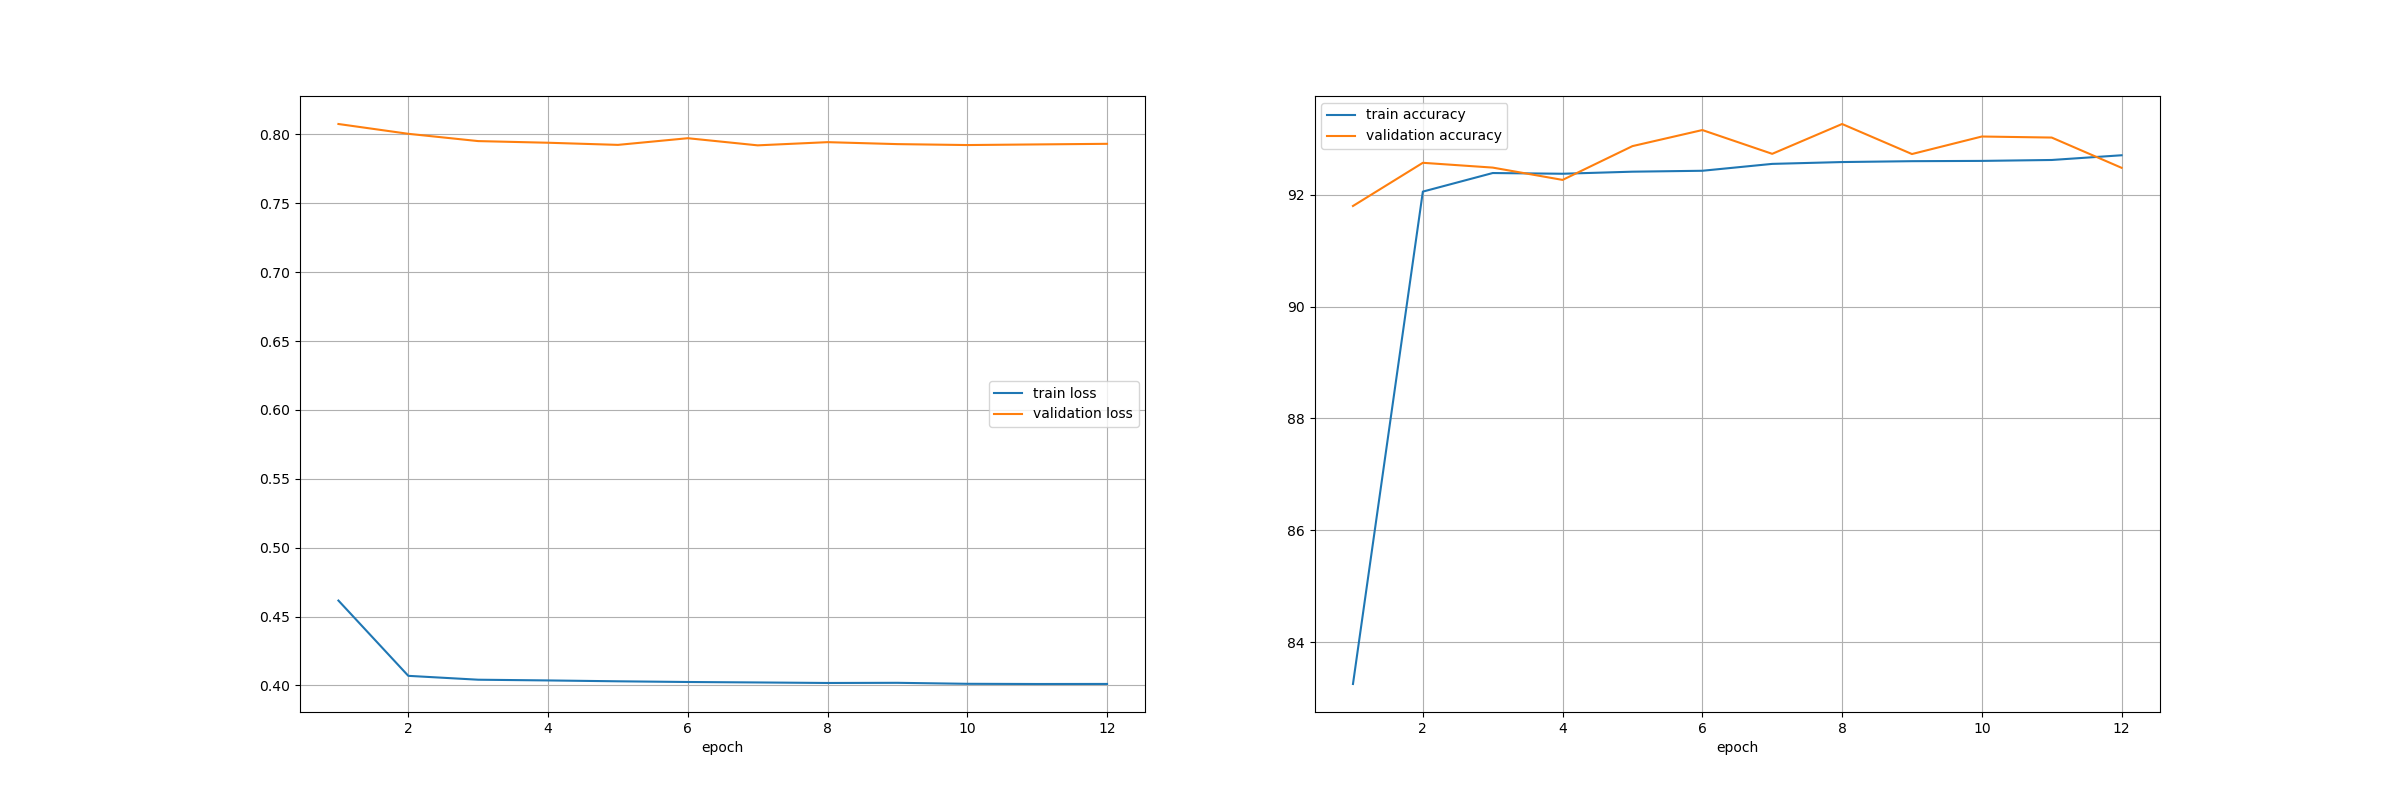 0.80
0.75
0.70
0.65
0.60
0.55
0.50
0.45
0.40
train loss
validation loss
2 4 6 8 10 12
epoch
train accuracy
validation accuracy
92
90
88
86
84
2 4 6 8 10 12
epoch